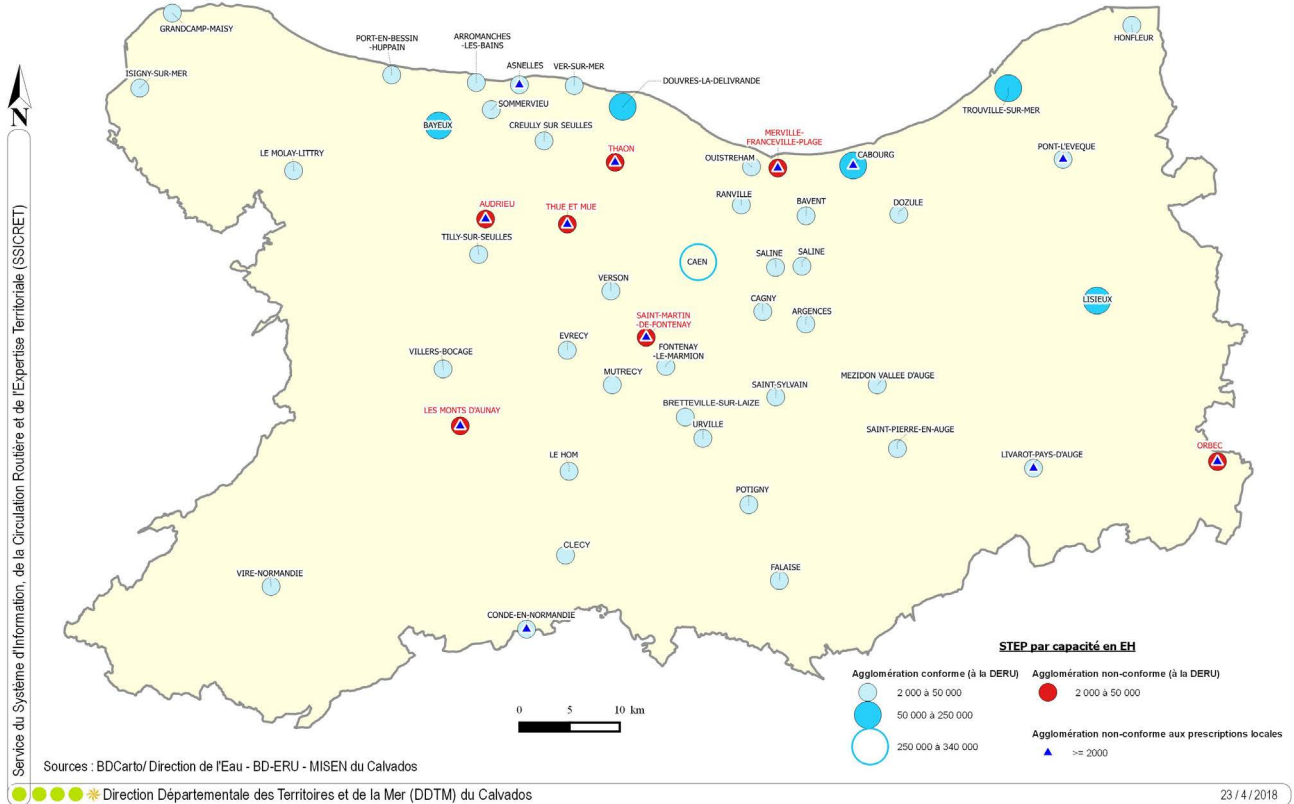 GRANDCAMP-MAISY
PORT-EN-BESSIN
-HUPPAIN
ARROMANCHES
-LES-BAINS
ASNELLES
VER-SUR-MER
HONFLEUR
ISIGNY-SUR-MER
DOUVRES-LA-DELIVRANDE
SOMMERVIEU
TROUVILLE-SUR-MER
BAYEUX
CREUILLY SUR SEULLES
MERVILLE-
FRANCEVILLE-PLAGE
THAON
LE MOLAY-LITTRY
OUISTREHAM
CABOURG
PONT-L'EVEQUE
RANVILLE
BAVENT
DOZULE
AUDRIEU
THUE ET MUE
TILLY-SUR-SEULLES
CAEN
SALINE
SALINE
VERSON
CAGNY
ARGENCES
LISIEUX
SAINT-MARTIN
-DE-FONTENAY
EVRECY
FONTENAY
-LE-MARMION
VILLERS-BOCAGE
MUTRECY
SAINT-SYLVAIN
MEZIDON VALLEE D'AUGE
BRETTEVILLE-SUR-LAIZE
LES MONTS D'AUNAY
URVILLE
SAINT-PIERRE-EN-AUGE
ORBEC
LE HOM
LIVAROT-PAYS-D'AUGE
POTIGNY
CLECY
VIRE-NORMANDIE
FALAISE
CONDE-EN-NORMANDIE
N
Service du Système d'Information, de la Circulation Routière et de l'Expertise Territoriale (SSICRET)
STEP par capacité en EH
Agglomération conforme (à la DERU)
2 000 à 50 000
50 000 à 250 000
250 000 à 340 000
Agglomération non-conforme (à la DERU)
2 000 à 50 000
Agglomération non-conforme aux prescriptions locales
>= 2000
0 5 10 km
Sources : BDCarto/ Direction de l'Eau - BD-ERU - MISEN du Calvados
Direction Départementale des Territoires et de la Mer (DDTM) du Calvados
23 / 4 / 2018